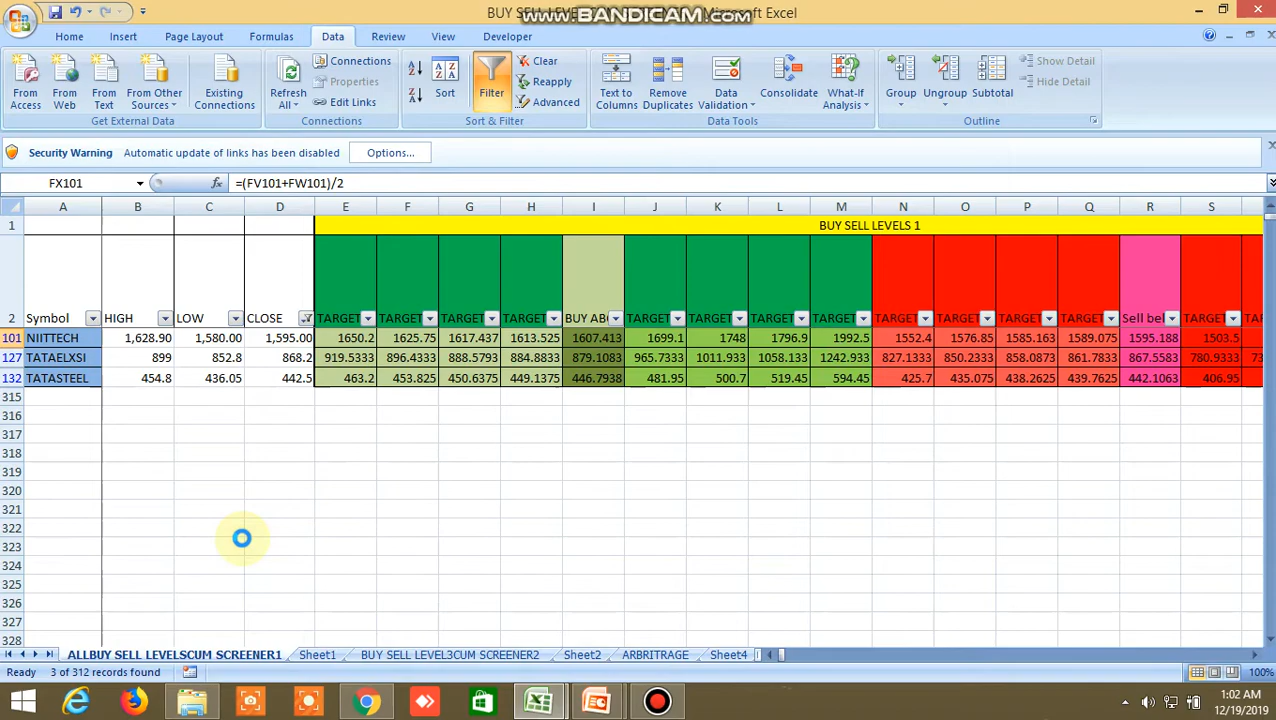 BUY SELL LEVE Microsoft Excel
www.BANDICAM.com
Home Insert Page Layout Formulas Data Review View Developer
From Access From Web From Text From Other Sources Existing Connections
Get External Data
Refresh All Connections Properties Edit Links
Connections
Sort Filter Clear Reapply Advanced
Sort & Filter
Text to Columns Remove Duplicates Data Validation Consolidate What-If Analysis
Data Tools
Group Ungroup Subtotal Show Detail Hide Detail
Outline
Security Warning Automatic update of links has been disabled Options...
FX101 fx =(FV101+FW101)/2
A B C D E F G H I J K L M N O P Q R S
1 BUY SELL LEVELS 1
2 Symbol HIGH LOW CLOSE TARGET TARGET TARGET TARGET BUY ABO TARGET TARGET TARGET TARGET TARGET TARGET TARGET TARGET Sell bel TARGET
101 NIITTECH 1,628.90 1,580.00 1,595.00 1650.2 1625.75 1617.437 1613.525 1607.413 1699.1 1748 1796.9 1992.5 1552.4 1576.85 1585.163 1589.075 1595.188 1503.5
127 TATAELXSI 899 852.8 868.2 919.5333 896.4333 888.5793 884.8833 879.1083 965.7333 1011.933 1058.133 1242.933 827.1333 850.2333 858.0873 861.7833 867.5583 780.9333
132 TATASTEEL 454.8 436.05 442.5 463.2 453.825 450.6375 449.1375 446.7938 481.95 500.7 519.45 594.45 425.7 435.075 438.2625 439.7625 442.1063 406.95
315
316
317
318
319
320
321
322
323
324
325
326
327
328
ALLBUY SELL LEVELSCUM SCREENER1 Sheet1 BUY SELL LEVEL3CUM SCREENER2 Sheet2 ARBRITRAGE Sheet4
Ready 3 of 312 records found 100%
1:02 AM
12/19/2019